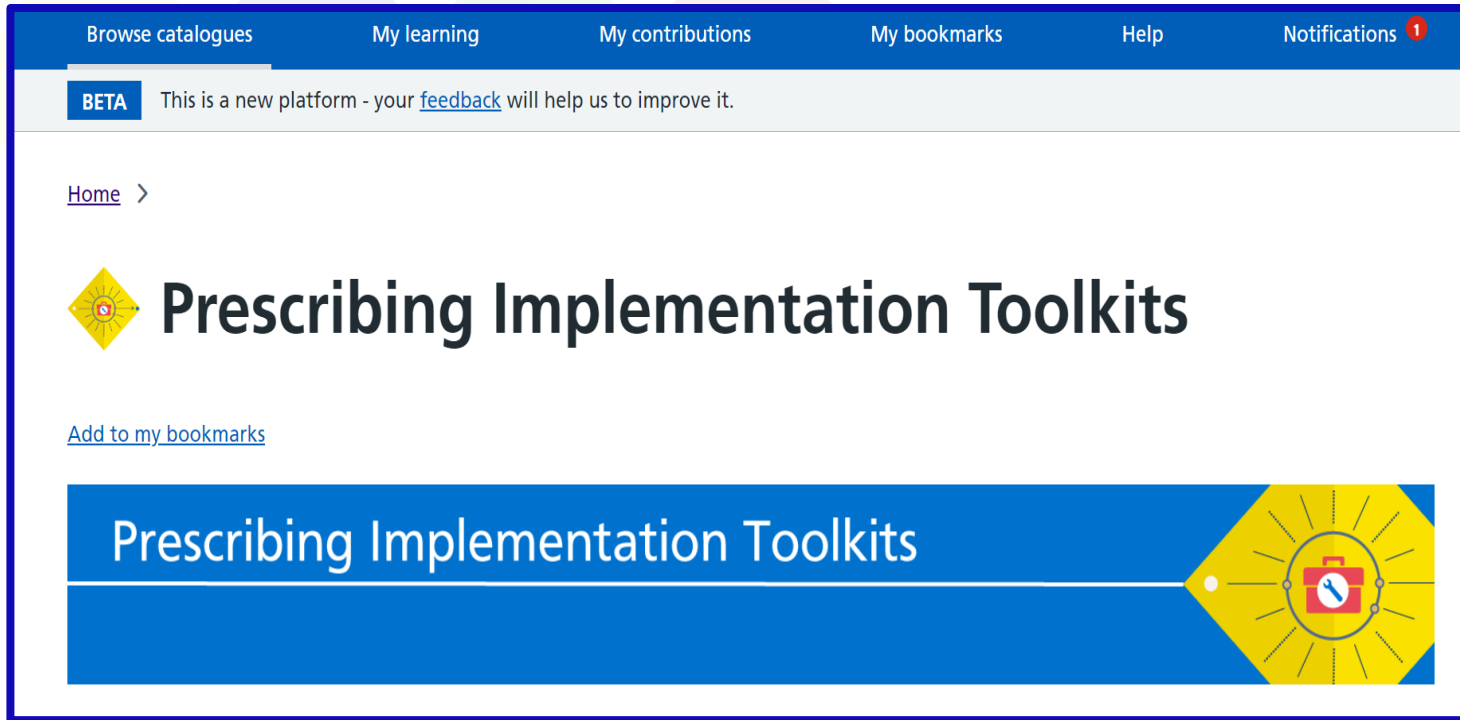 Browse catalogues My learning My contributions My bookmarks Help Notifications 1
BETA This is a new platform - your feedback will help us to improve it.
Home >
Prescribing Implementation Toolkits
Add to my bookmarks
Prescribing Implementation Toolkits